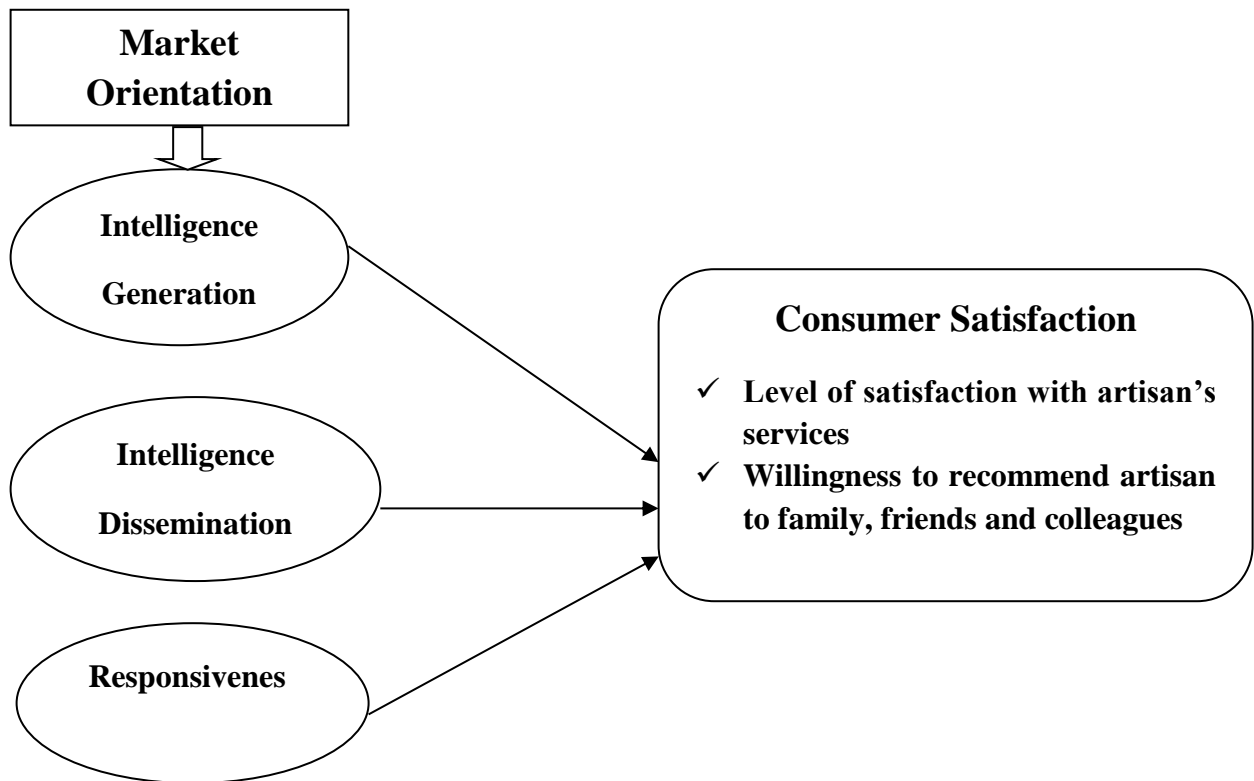 Market
Orientation
Intelligence
Generation
Intelligence
Dissemination
Responsivenes
Consumer Satisfaction
✓ Level of satisfaction with artisan’s
services
✓ Willingness to recommend artisan
to family, friends and colleagues